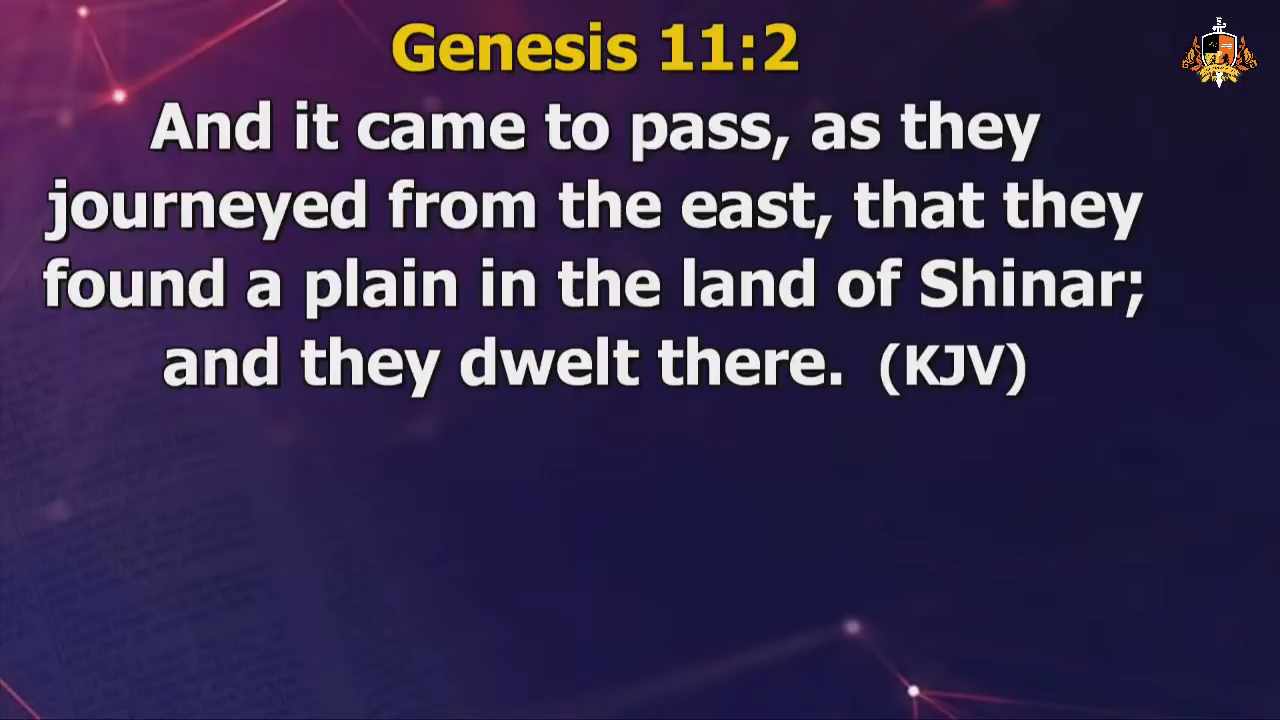 Genesis 11:2
And it came to pass, as they
journeyed from the east, that they
found a plain in the land of Shinar;
and they dwelt there. (KJV)